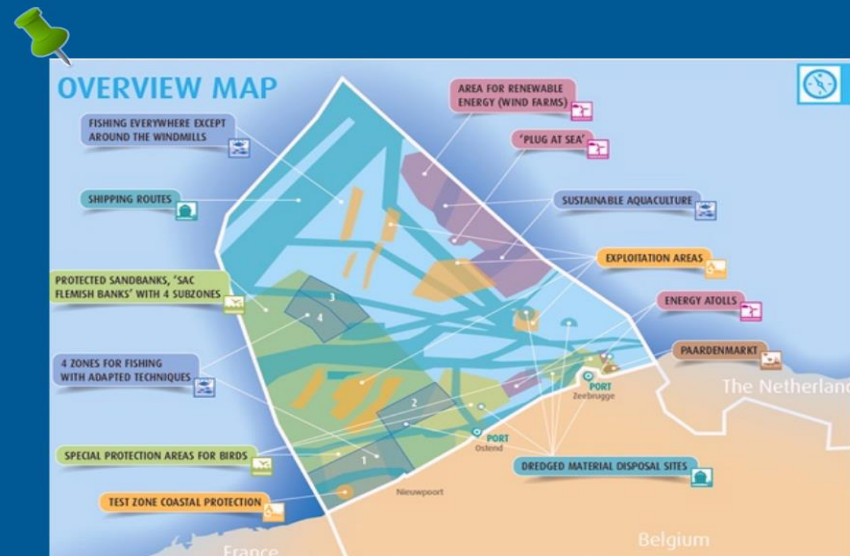 OVERVIEW MAP
FISHING EVERYWHERE EXCEPT
AROUND THE WINDMILLS
AREA FOR RENEWABLE
ENERGY (WIND FARMS)
'PLUG AT SEA'
SHIPPING ROUTES
SUSTAINABLE AQUACULTURE
EXPLOITATION AREAS
PROTECTED SANDBANKS, 'SAC
FLEMISH BANKS' WITH 4 SUBZONES
ENERGY ATOLLS
3
4
PAARDENMARKT
4 ZONES FOR FISHING
WITH ADAPTED TECHNIQUES
The Netherland
PORT
Zeebrugge
2
PORT
Ostend
SPECIAL PROTECTION AREAS FOR BIRDS
1
DREDGED MATERIAL DISPOSAL SITES
Nieuwpoort
TEST ZONE COASTAL PROTECTION
Belgium
France